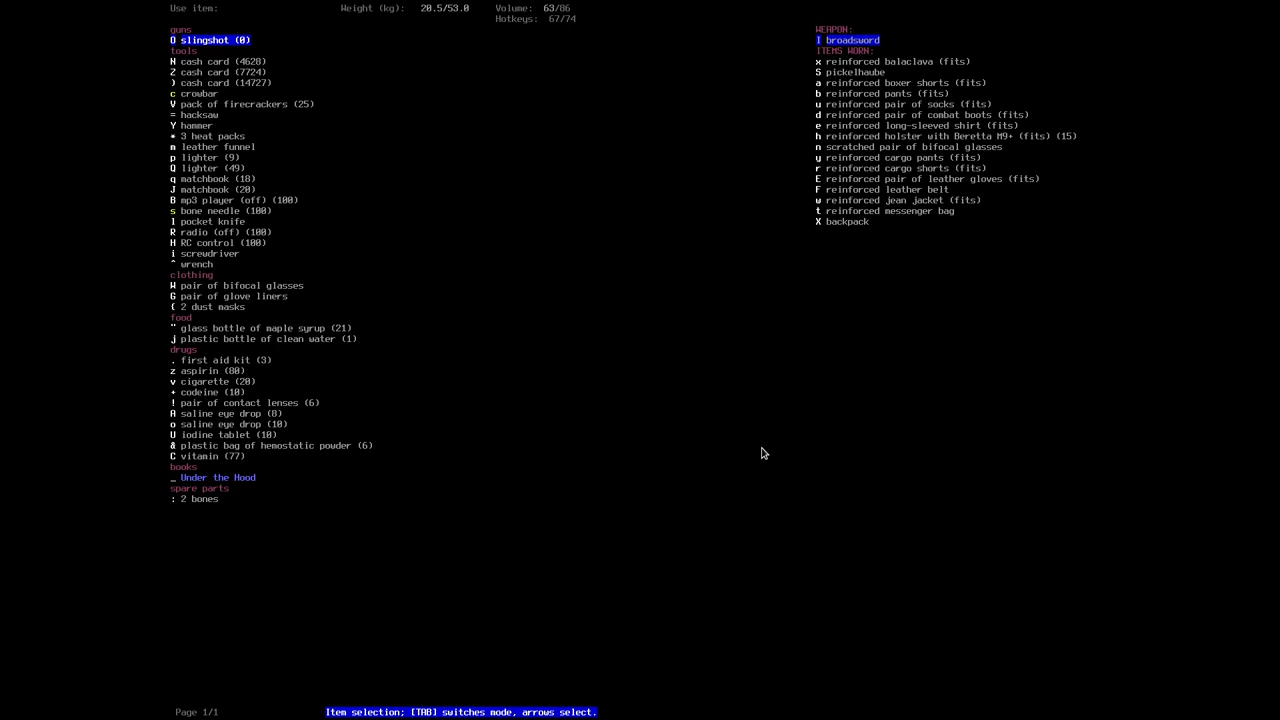 Use item: Weight (kg): 20.5/53.0 Volume: 63/86
Hotkeys: 67/74
guns
O slingshot (0)
tools
N cash card (4628)
Z cash card (7724)
) cash card (14727)
c crowbar
V pack of firecrackers (25)
= hacksaw
Y hammer
* 3 heat packs
m leather funnel
p lighter (9)
Q lighter (49)
q matchbook (18)
J matchbook (20)
B mp3 player (off) (100)
s bone needle (100)
l pocket knife
R radio (off) (100)
H RC control (100)
i screwdriver
^ wrench
clothing
W pair of bifocal glasses
G pair of glove liners
{ 2 dust masks
food
" glass bottle of maple syrup (21)
j plastic bottle of clean water (1)
drugs
. first aid kit (3)
z aspirin (80)
v cigarette (20)
+ codeine (10)
! pair of contact lenses (6)
A saline eye drop (8)
o saline eye drop (10)
U iodine tablet (10)
& plastic bag of hemostatic powder (6)
C vitamin (77)
books
_ Under the Hood
spare parts
: 2 bones
WEAPON:
I broadsword
ITEMS WORN:
x reinforced balaclava (fits)
S pickelhaube
a reinforced boxer shorts (fits)
b reinforced pants (fits)
u reinforced pair of socks (fits)
d reinforced pair of combat boots (fits)
e reinforced long-sleeved shirt (fits)
h reinforced holster with Beretta M9+ (fits) (15)
n scratched pair of bifocal glasses
y reinforced cargo pants (fits)
r reinforced cargo shorts (fits)
E reinforced pair of leather gloves (fits)
F reinforced leather belt
w reinforced jean jacket (fits)
t reinforced messenger bag
X backpack
Page 1/1 Item selection; [TAB] switches mode, arrows select.